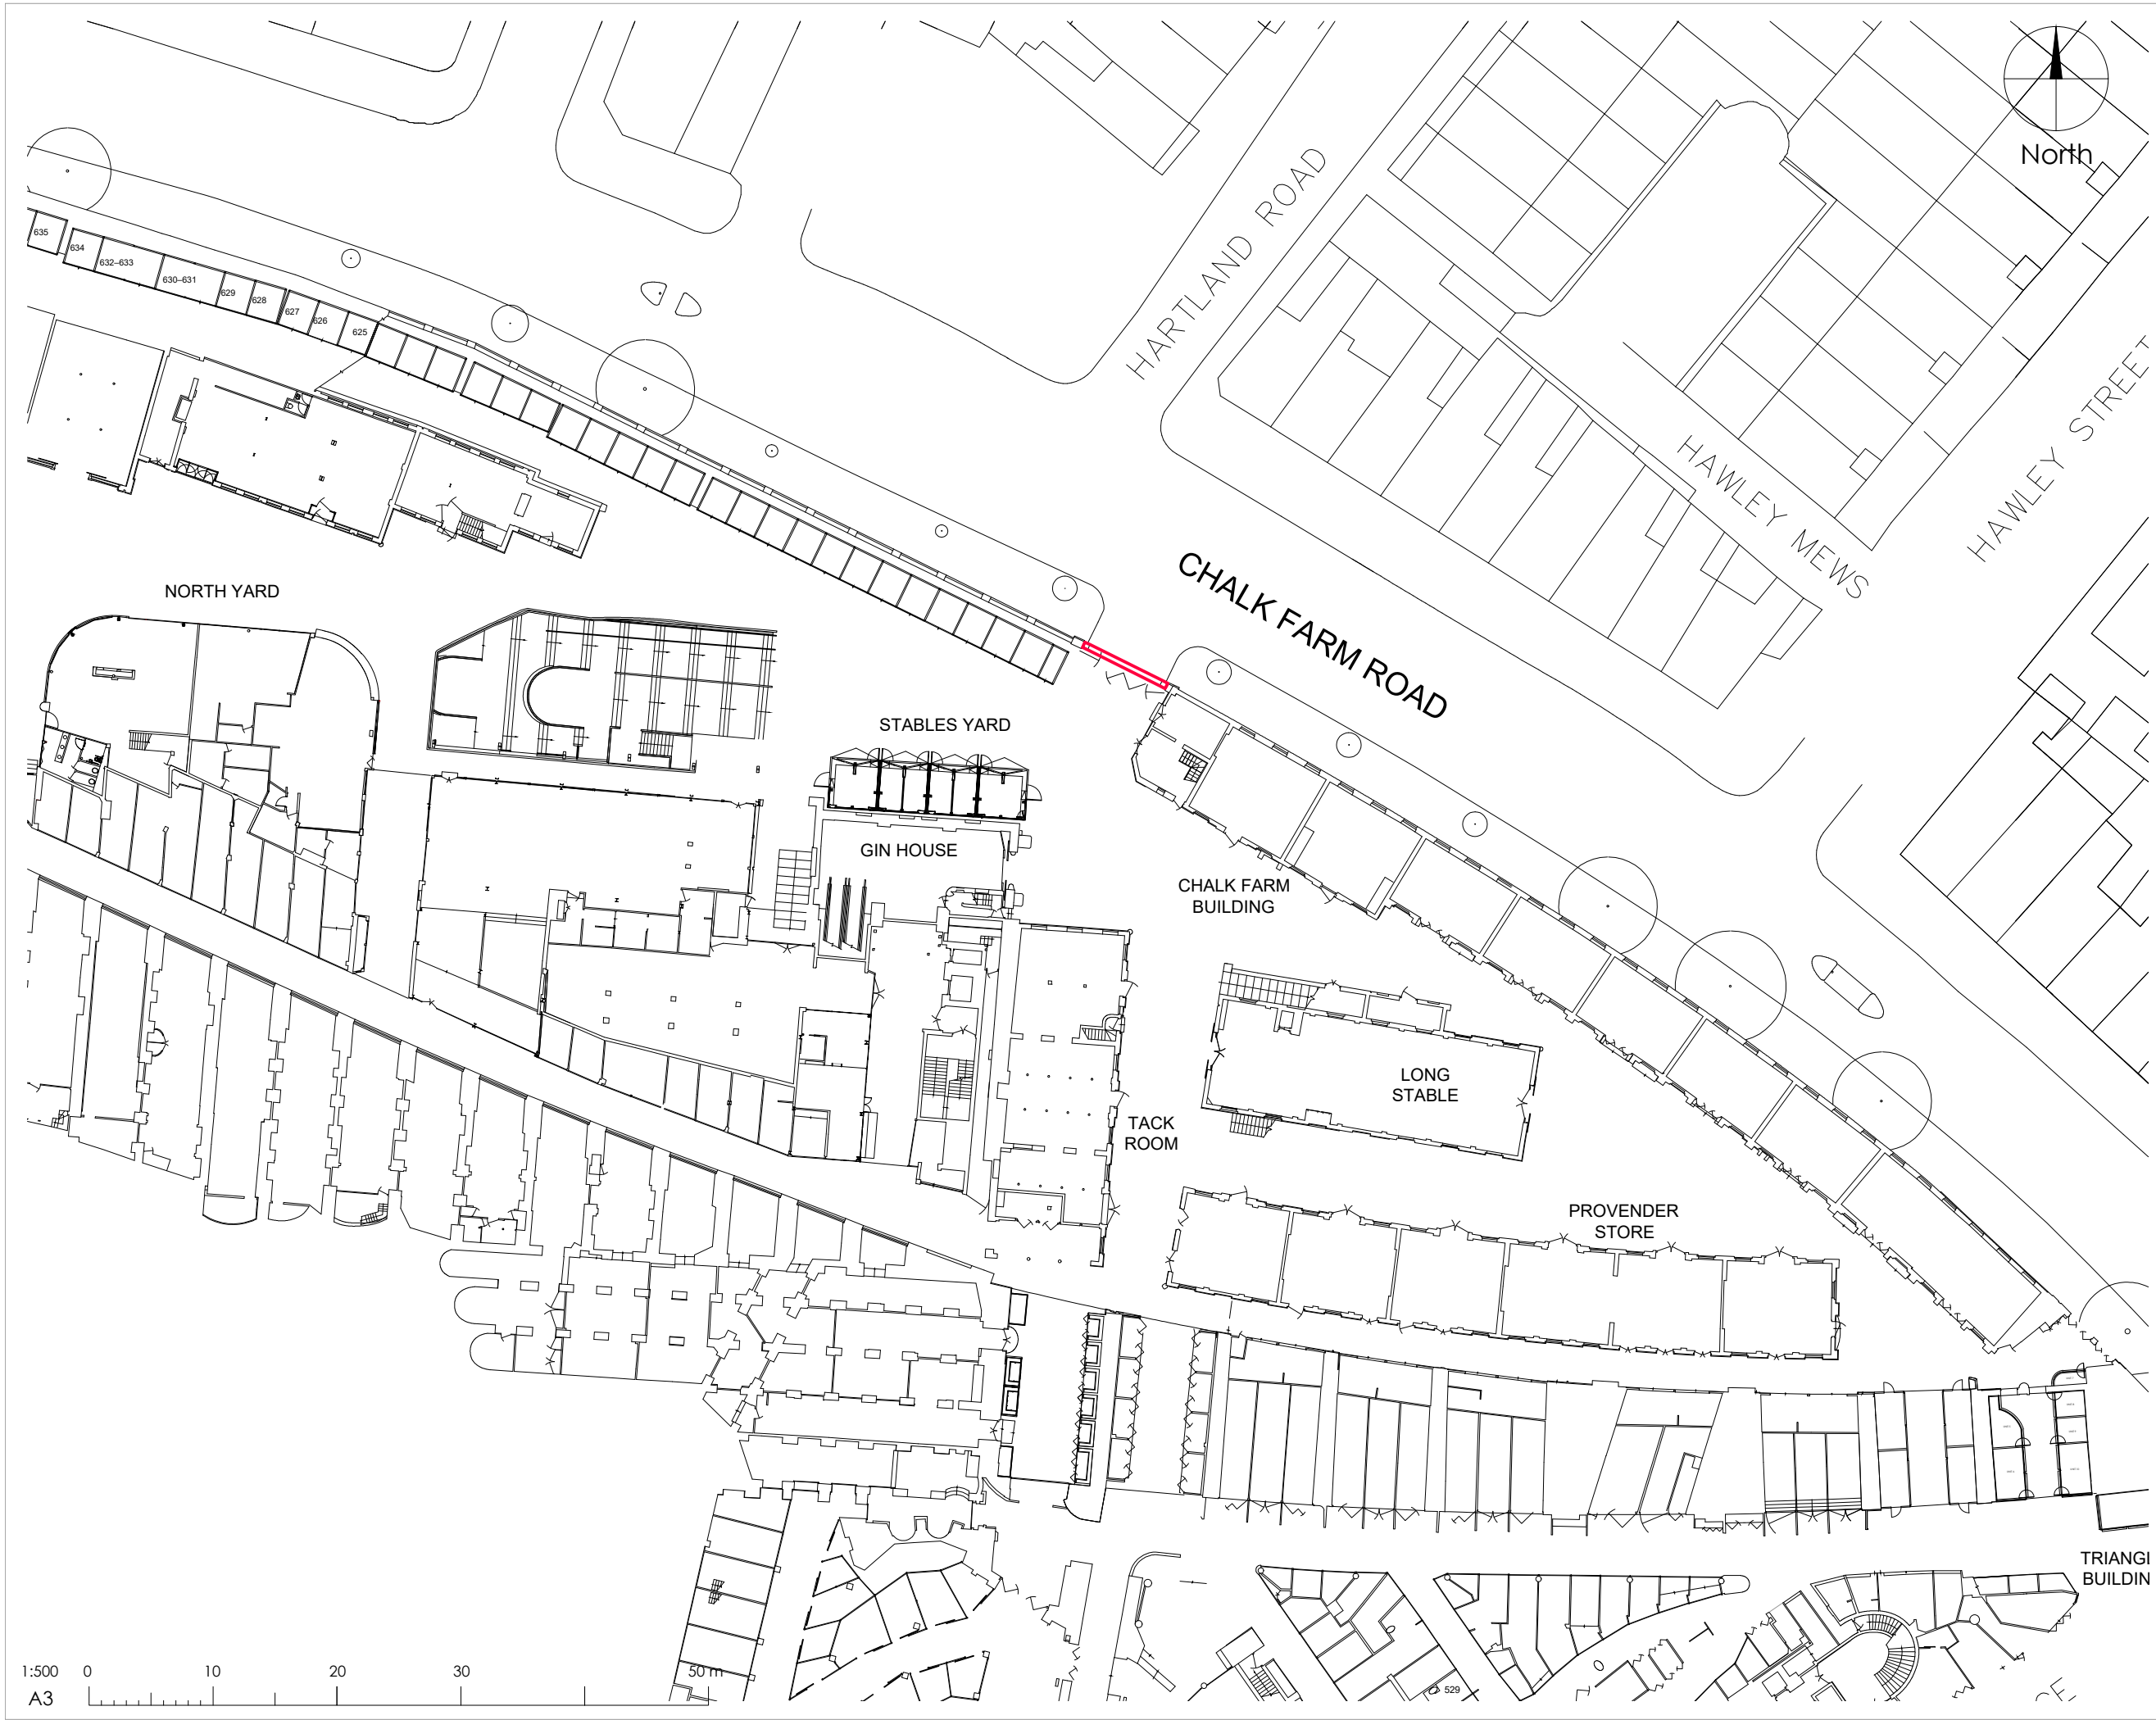 North
HARTLAND ROAD
635
634
632–633
630–631
629
628
627
626
625
HAWLEY STREET
HAWLEY MEWS
CHALK FARM ROAD
NORTH YARD
STABLES YARD
GIN HOUSE
CHALK FARM
BUILDING
LONG
STABLE
TACK
ROOM
PROVENDER
STORE
TRIANGL
BUILDIN
529
1:500 0 10 20 30 50 m
A3